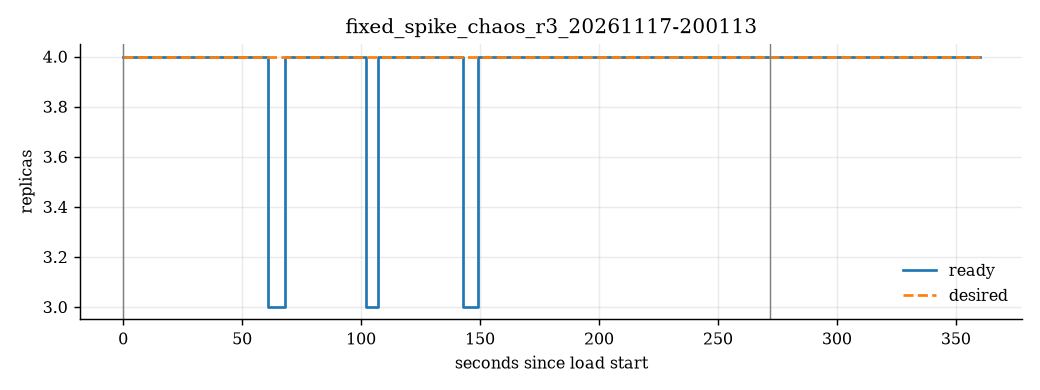 fixed_spike_chaos_r3_20261117-200113
replicas
4.0
3.8
3.6
3.4
3.2
3.0
ready
desired
0 50 100 150 200 250 300 350
seconds since load start